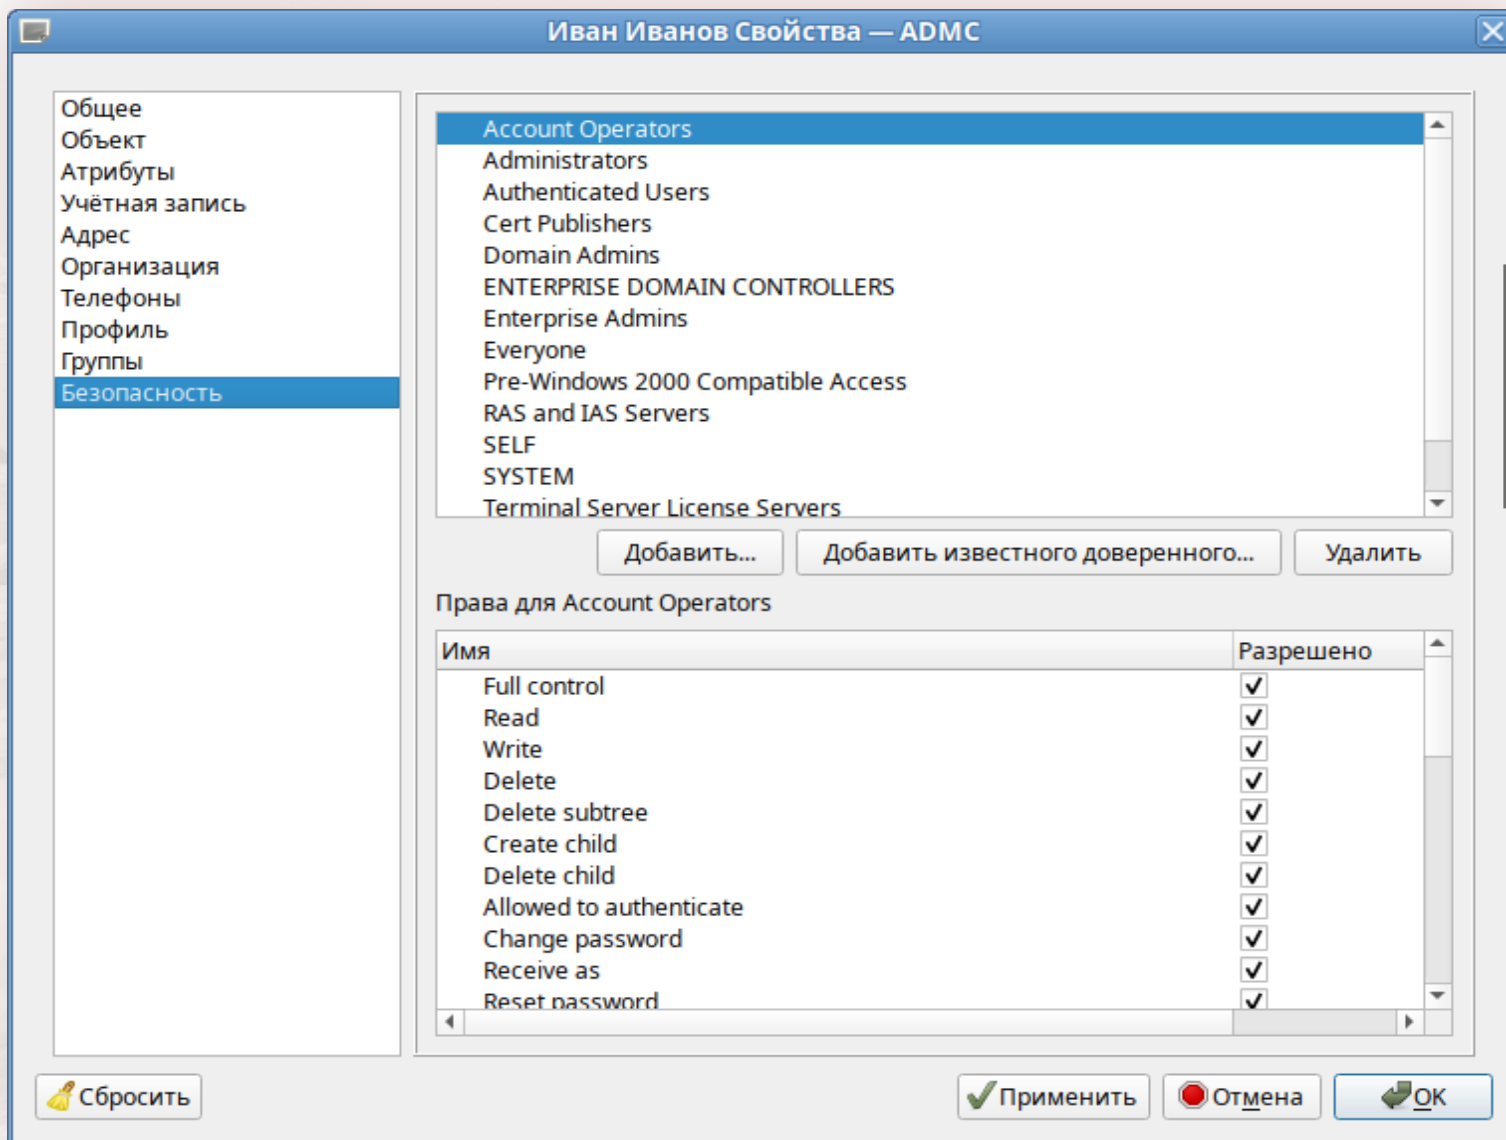 Иван Иванов Свойства — ADMC
Общее
Объект
Атрибуты
Учётная запись
Адрес
Организация
Телефоны
Профиль
Группы
Безопасность
Account Operators
Administrators
Authenticated Users
Cert Publishers
Domain Admins
ENTERPRISE DOMAIN CONTROLLERS
Enterprise Admins
Everyone
Pre-Windows 2000 Compatible Access
RAS and IAS Servers
SELF
SYSTEM
Terminal Server License Servers
Добавить... Добавить известного доверенного... Удалить
Права для Account Operators
Имя Разрешено
Full control
Read
Write
Delete
Delete subtree
Create child
Delete child
Allowed to authenticate
Change password
Receive as
Reset password
Сбросить Применить Отмена OK